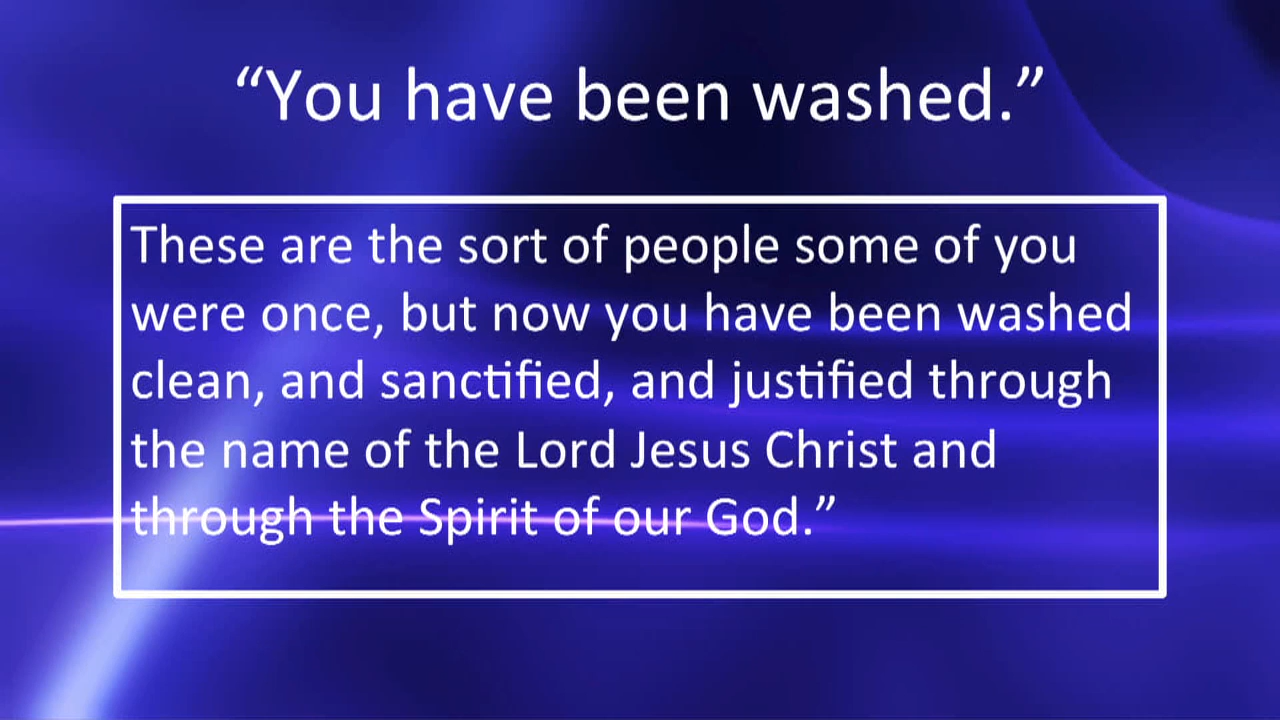 “You have been washed.”
These are the sort of people some of you
were once, but now you have been washed
clean, and sanctified, and justified through
the name of the Lord Jesus Christ and
through the Spirit of our God.”